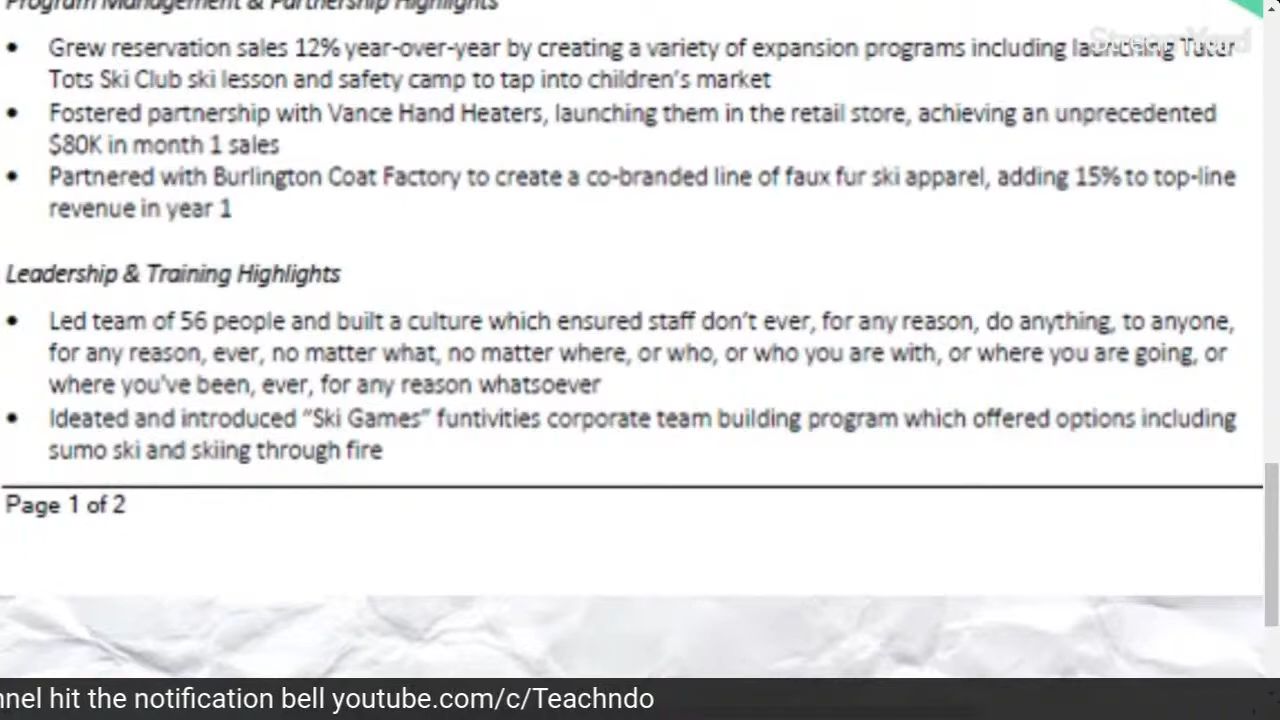 Program Management & Partnership Highlights
• Grew reservation sales 12% year-over-year by creating a variety of expansion programs including launching Tater
Tots Ski Club ski lesson and safety camp to tap into children's market
• Fostered partnership with Vance Hand Heaters, launching them in the retail store, achieving an unprecedented
$80K in month 1 sales
• Partnered with Burlington Coat Factory to create a co-branded line of faux fur ski apparel, adding 15% to top-line
revenue in year 1
Leadership & Training Highlights
• Led team of 56 people and built a culture which ensured staff don't ever, for any reason, do anything, to anyone,
for any reason, ever, no matter what, no matter where, or who, or who you are with, or where you are going, or
where you've been, ever, for any reason whatsoever
• Ideated and introduced "Ski Games" funtivities corporate team building program which offered options including
sumo ski and skiing through fire
Page 1 of 2
nnel hit the notification bell youtube.com/c/Teachndo
StreamYard